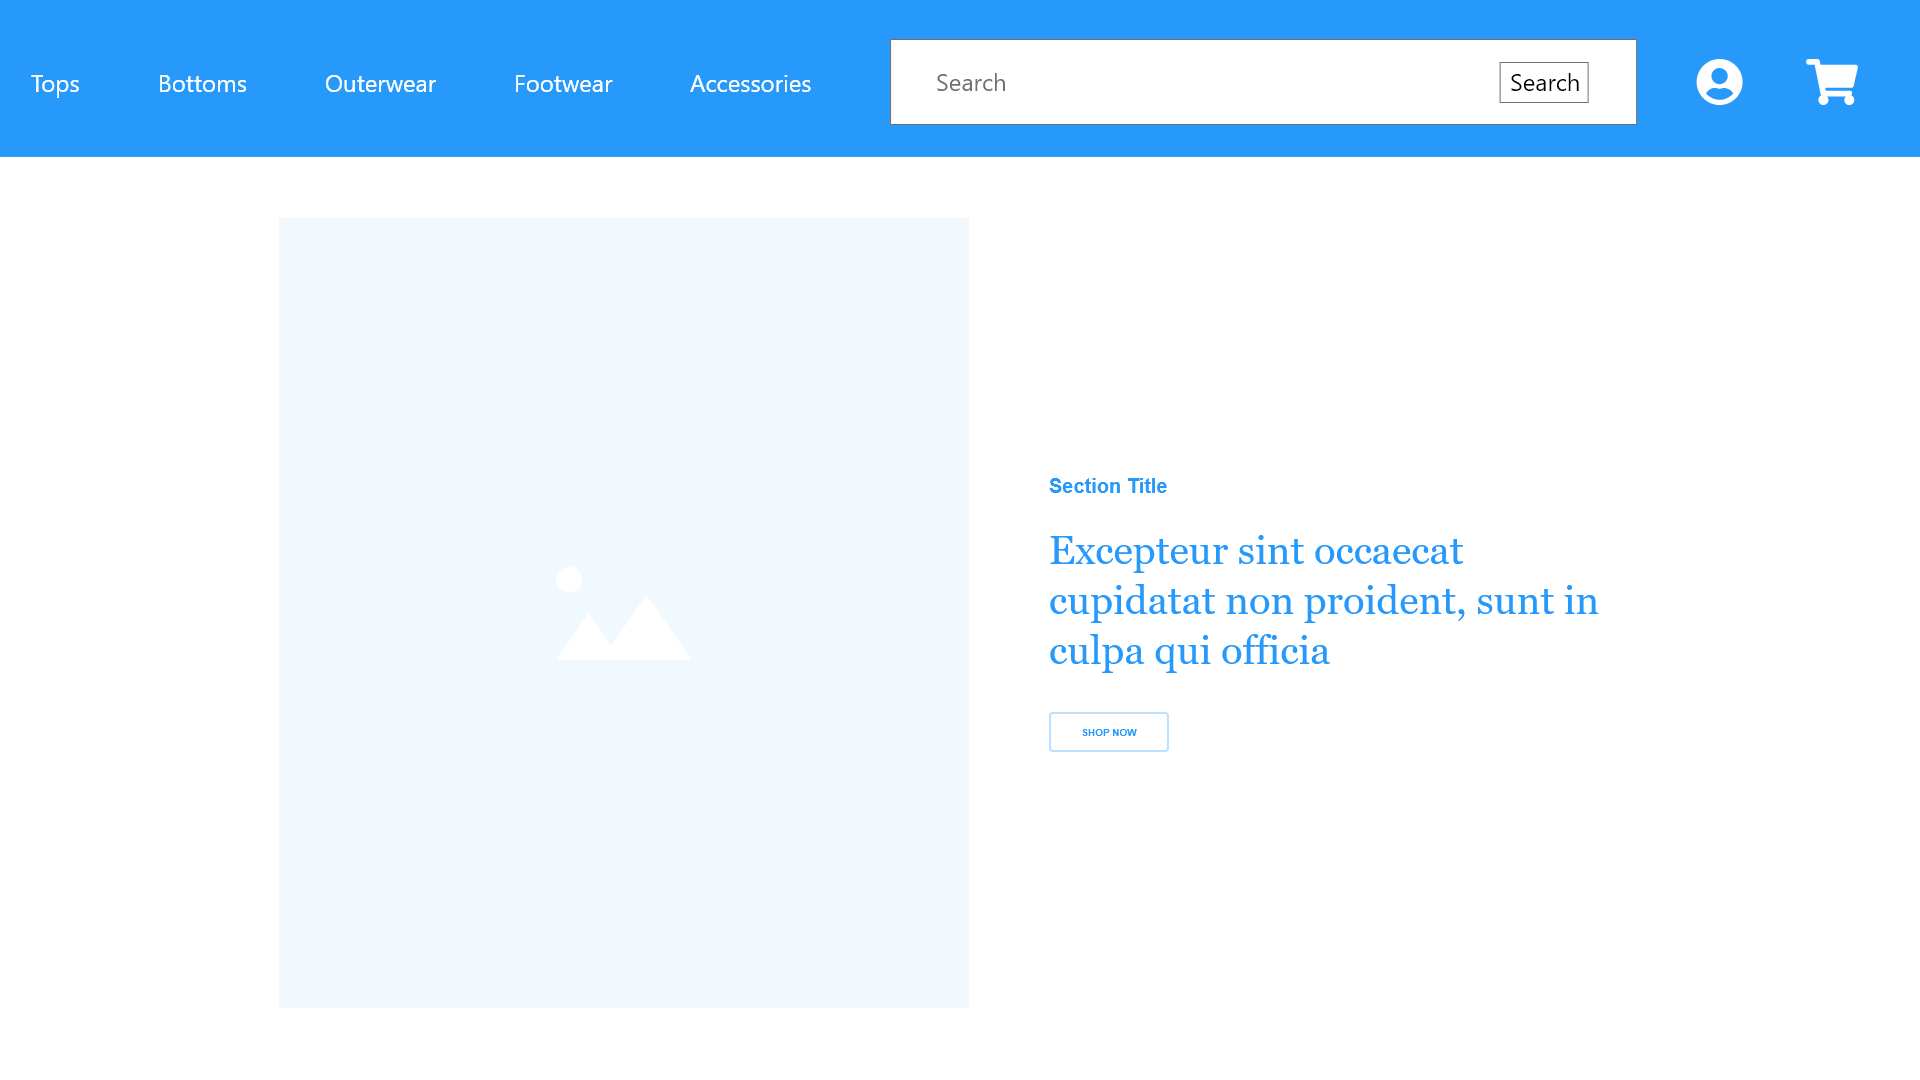 Tops Bottoms Outerwear Footwear Accessories Search Search
Section Title
Excepteur sint occaecat
cupidatat non proident, sunt in
culpa qui officia
SHOP NOW